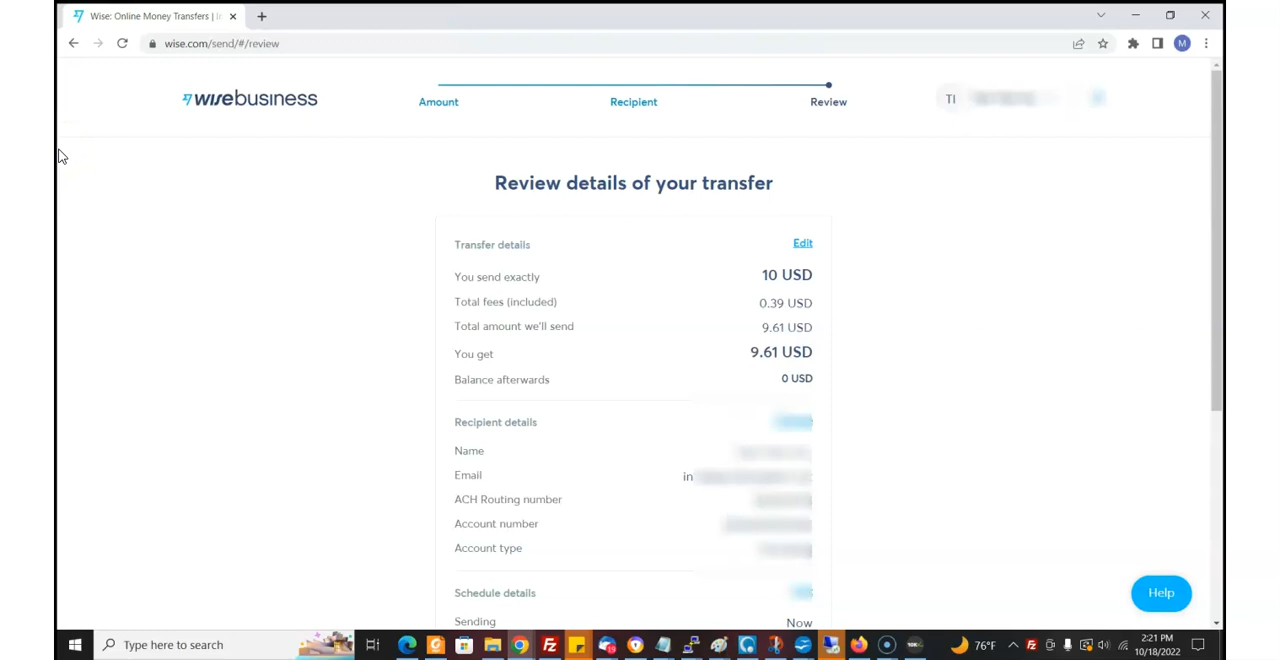 Wise: Online Money Transfers | In
wise.com/send/#/review
M
wisebusiness
Amount
Recipient
Review
TI
Review details of your transfer
Transfer details Edit
You send exactly 10 USD
Total fees (included) 0.39 USD
Total amount we'll send 9.61 USD
You get 9.61 USD
Balance afterwards 0 USD
Recipient details
Name
Email in
ACH Routing number
Account number
Account type
Schedule details
Sending Now
Help
Type here to search
76°F
2:21 PM
10/18/2022